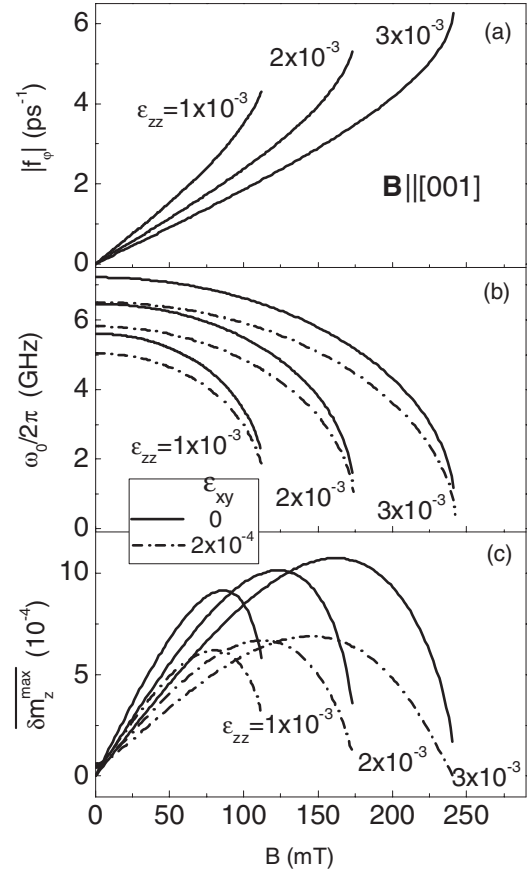 (a)
6
4
2
0
|f_φ| (ps⁻¹)
ε_zz=1x10⁻³
2x10⁻³
3x10⁻³
B||[001]
(b)
6
4
2
0
ω₀/2π (GHz)
ε_zz=1x10⁻³
2x10⁻³
3x10⁻³
ε_xy
0
2x10⁻⁴
(c)
10
5
0
δm_z^max (10⁻⁴)
ε_zz=1x10⁻³
2x10⁻³
3x10⁻³
0 50 100 150 200 250
B (mT)